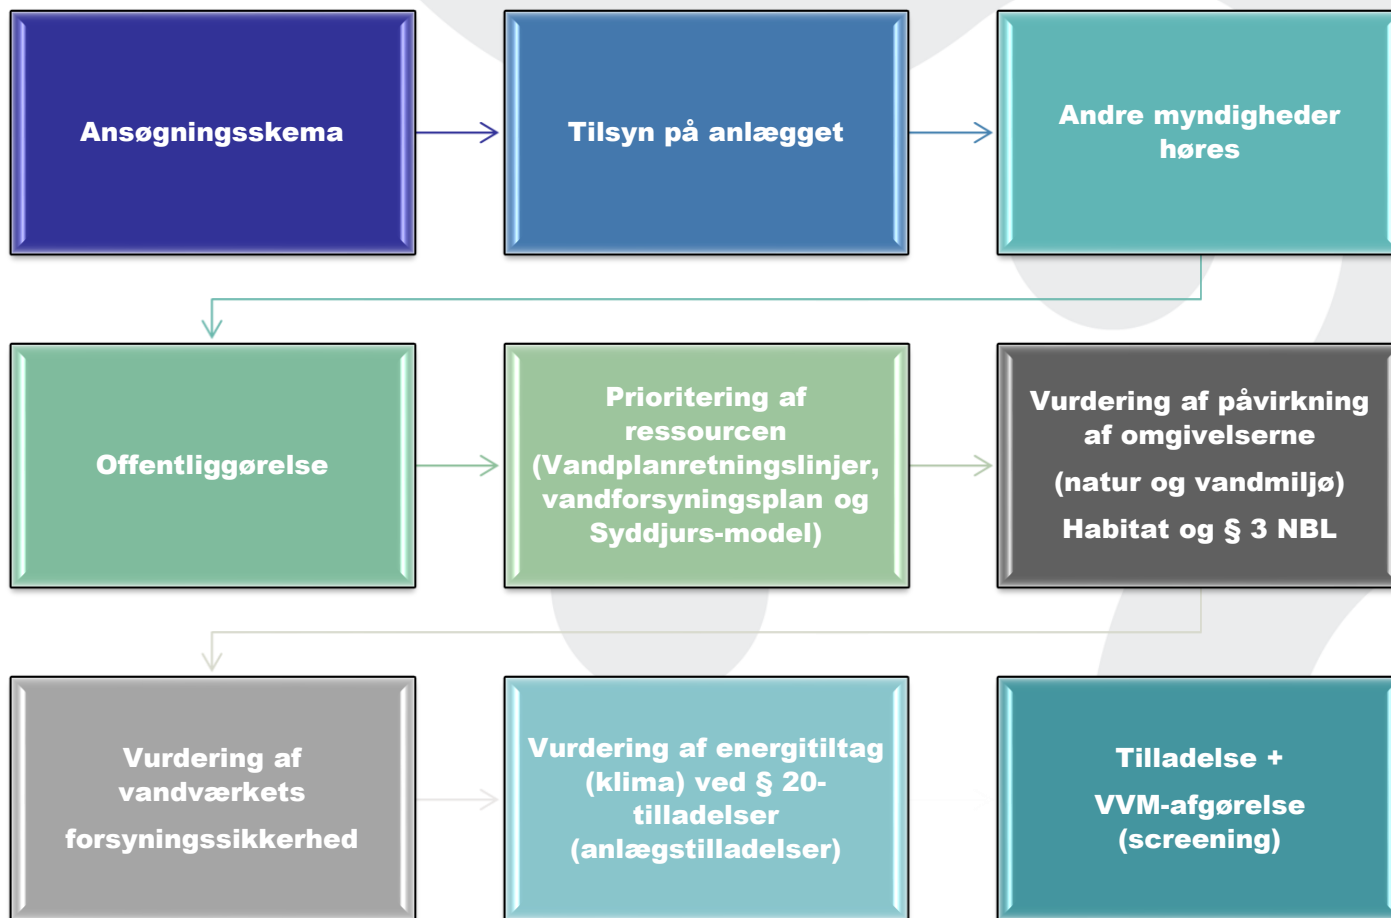 Ansøgningsskema
Tilsyn på anlægget
Andre myndigheder
høres
Offentliggørelse
Prioritering af
ressourcen
(Vandplanretningslinjer,
vandforsyningsplan og
Syddjurs-model)
Vurdering af påvirkning
af omgivelserne
(natur og vandmiljø)
Habitat og § 3 NBL
Vurdering af
vandværkets
forsyningssikkerhed
Vurdering af energitiltag
(klima) ved § 20-
tilladelser
(anlægstilladelser)
Tilladelse +
VVM-afgørelse
(screening)